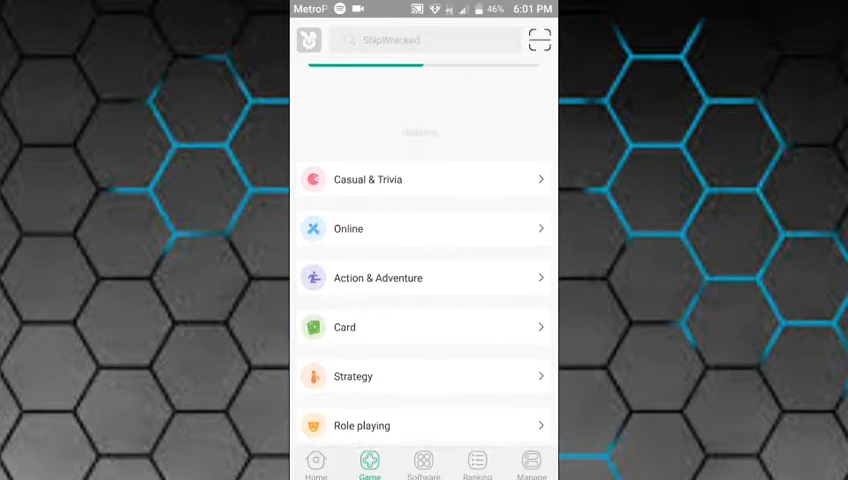 MetroP 46% 6:01 PM
ShipWrecked
Updating
Casual & Trivia
Online
Action & Adventure
Card
Strategy
Role playing
Home Game Software Ranking Manage